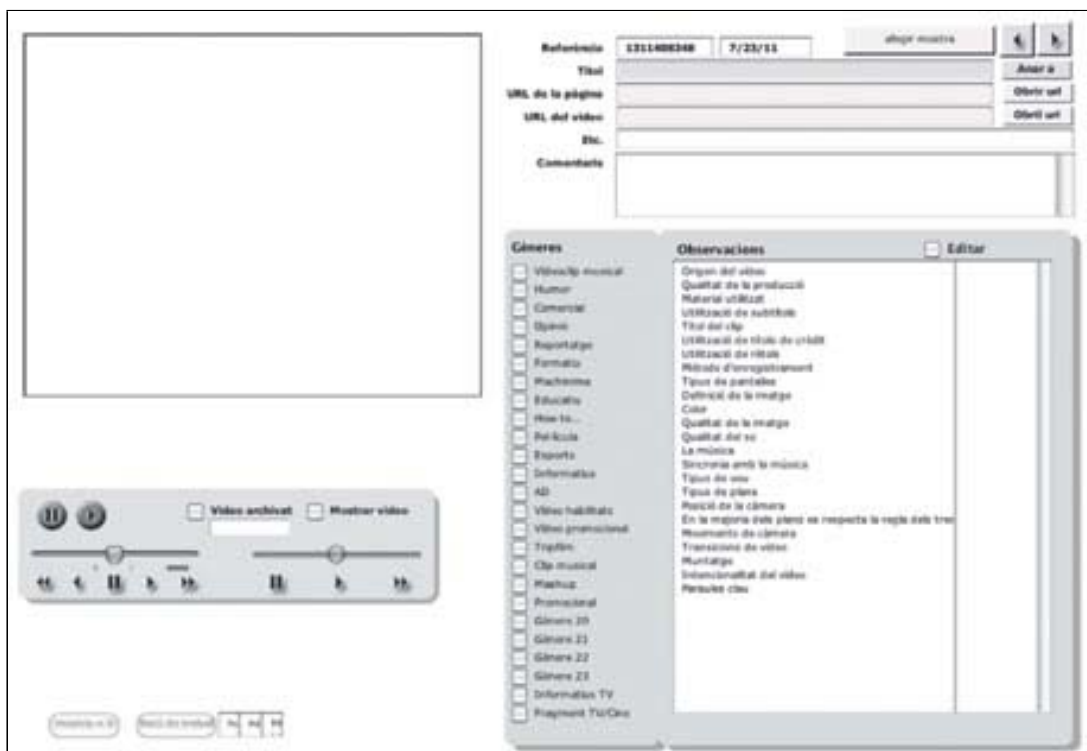 Referència 1311408348 7/23/11 afegir mostra
Títol Anar a
URL de la pàgina Obrir url
URL del vídeo Obrir url
Etc.
Comentaris
Gèneres
Videoclip musical
Humor
Comercial
Opinió
Reportatge
Formatiu
Machinima
Educatiu
How to...
Pel·lícula
Esports
Informatius
AD
Vídeo habilitats
Vídeo promocional
Tripfilm
Clip musical
Mashup
Promocional
Gènere 20
Gènere 21
Gènere 22
Gènere 23
Informatius TV
Fragment TV/Cine
Observacions Editar
Origen del vídeo
Qualitat de la producció
Material utilitzat
Utilització de subtítols
Títol del clip
Utilització de títols de crèdit
Utilització de rètols
Mètode d'enregistrament
Tipus de pantalles
Definició de la imatge
Color
Qualitat de la imatge
Qualitat del so
La música
Sincronia amb la música
Tipus de veu
Tipus de plans
Posició de la càmera
En la majoria dels plans es respecta la regla dels tres
Moviments de càmera
Transicions de vídeo
Muntatge
Intencionalitat del vídeo
Paraules clau
Vídeo archivat Mostrar vídeo